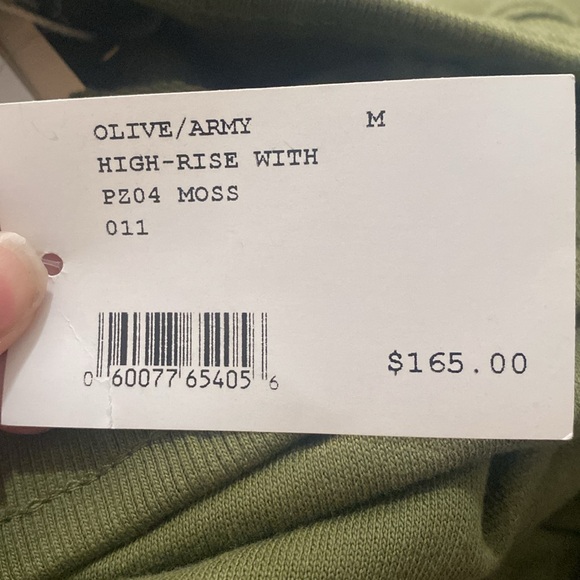 OLIVE/ARMY M
HIGH-RISE WITH
PZ04 MOSS
011
0 60077 65405 6
$165.00